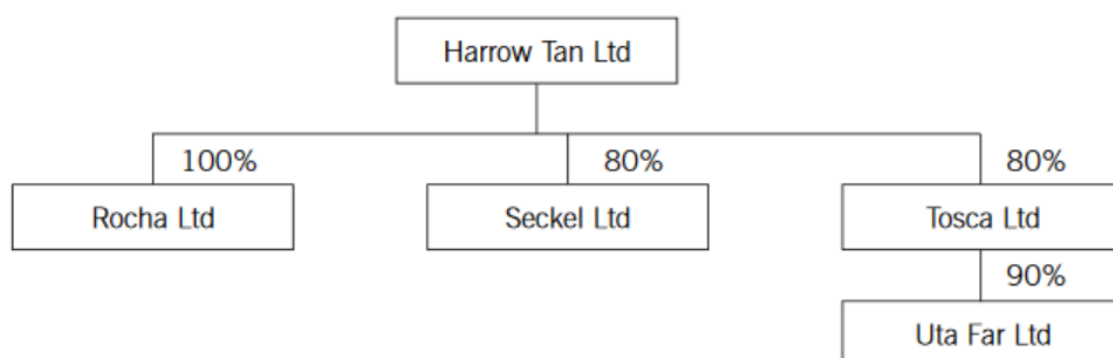 Harrow Tan Ltd
100%
80%
80%
Rocha Ltd
Seckel Ltd
Tosca Ltd
90%
Uta Far Ltd